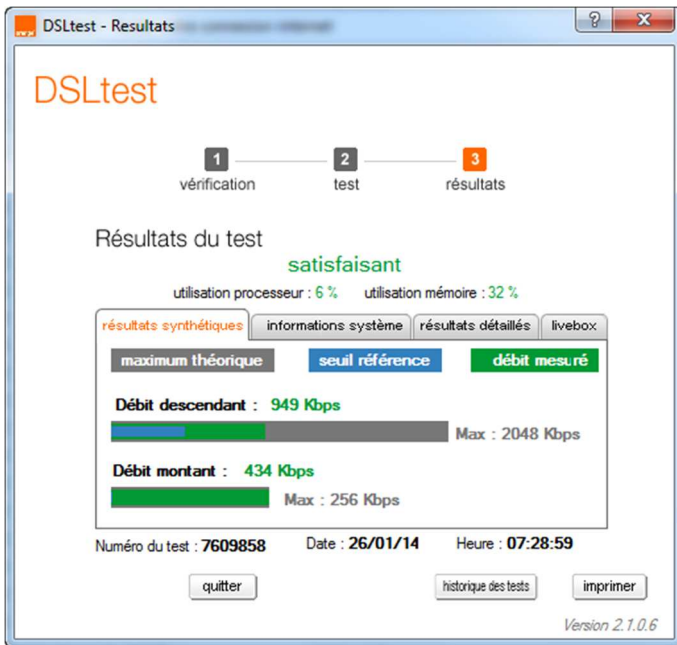 DSLtest - Resultats
DSLtest
1 2 3
vérification test résultats
Résultats du test
satisfaisant
utilisation processeur : 6 % utilisation mémoire : 32 %
résultats synthétiques informations système résultats détaillés livebox
maximum théorique seuil référence débit mesuré
Débit descendant : 949 Kbps
Max : 2048 Kbps
Débit montant : 434 Kbps
Max : 256 Kbps
Numéro du test : 7609858 Date : 26/01/14 Heure : 07:28:59
quitter historique des tests imprimer
Version 2.1.0.6